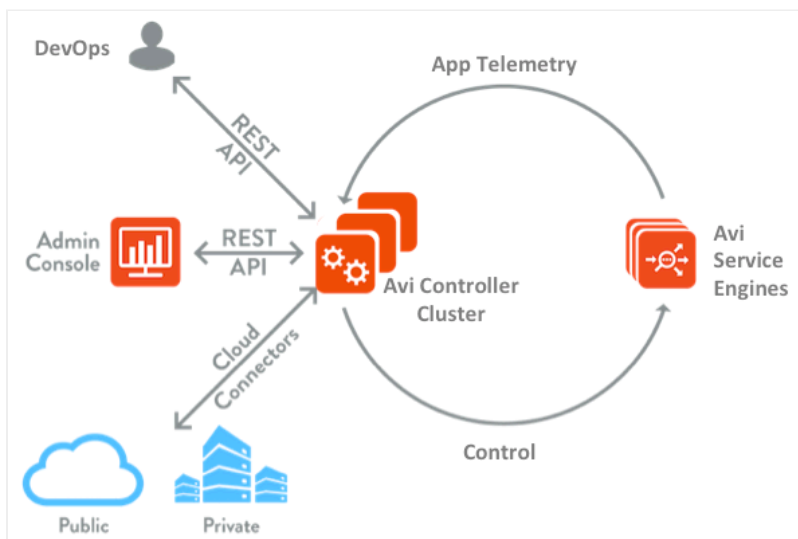 DevOps
App Telemetry
REST
API
Admin
Console
REST
API
Avi Controller
Cluster
Avi
Service
Engines
Cloud
Connectors
Control
Public
Private